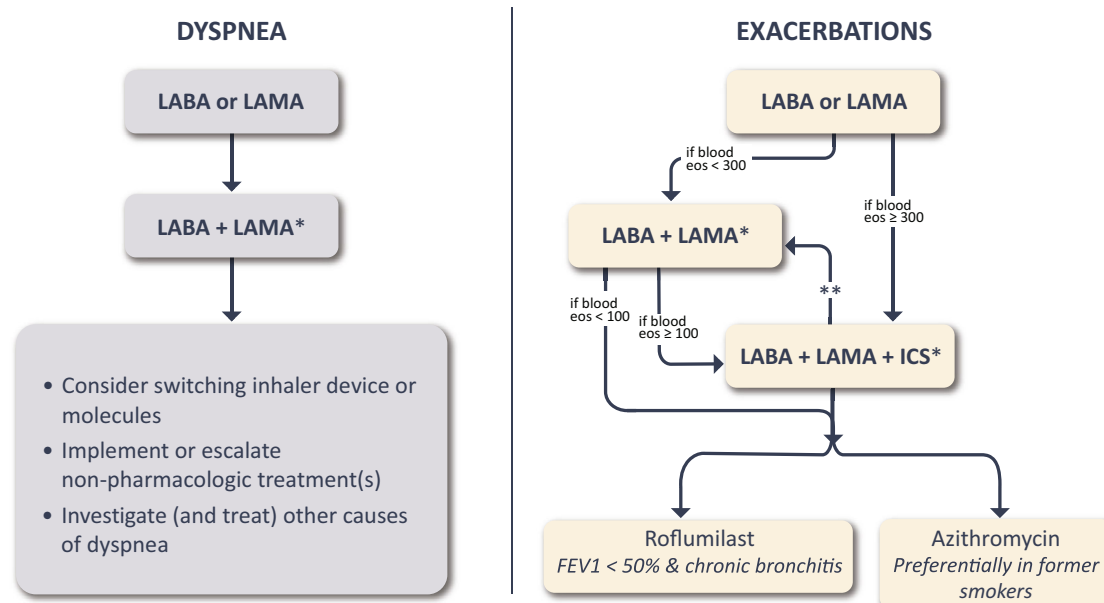 DYSPNEA
LABA or LAMA
LABA + LAMA*
• Consider switching inhaler device or
molecules
• Implement or escalate
non-pharmacologic treatment(s)
• Investigate (and treat) other causes
of dyspnea
EXACERBATIONS
LABA or LAMA
if blood
eos < 300
if blood
eos ≥ 300
LABA + LAMA*
**
if blood
eos < 100
if blood
eos ≥ 100
LABA + LAMA + ICS*
Roflumilast
FEV1 < 50% & chronic bronchitis
Azithromycin
Preferentially in former
smokers